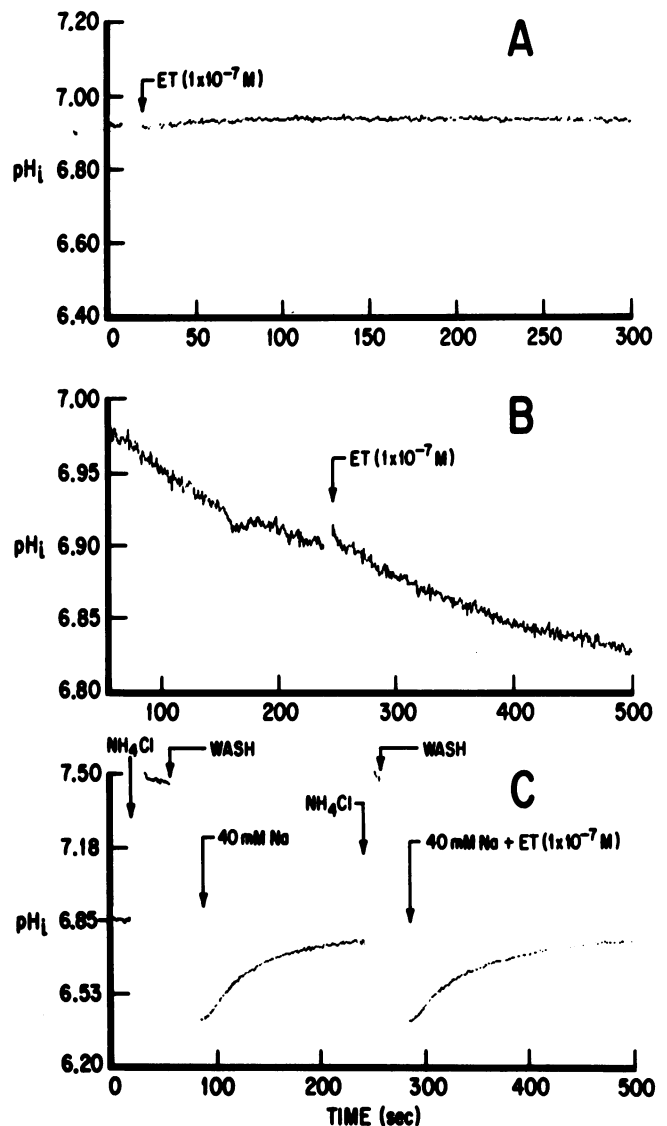 A
7.20
7.00
6.80
6.60
6.40
pHi
ET (1x10⁻⁷M)
0 50 100 150 200 250 300
B
7.00
6.95
6.90
6.85
6.80
pHi
ET (1x10⁻⁷M)
100 200 300 400 500
C
NH₄Cl
WASH
WASH
7.50
7.18
6.85
6.53
6.20
pHi
NH₄Cl
40 mM Na
40 mM Na + ET (1x10⁻⁷M)
0 100 200 300 400 500
TIME (sec)